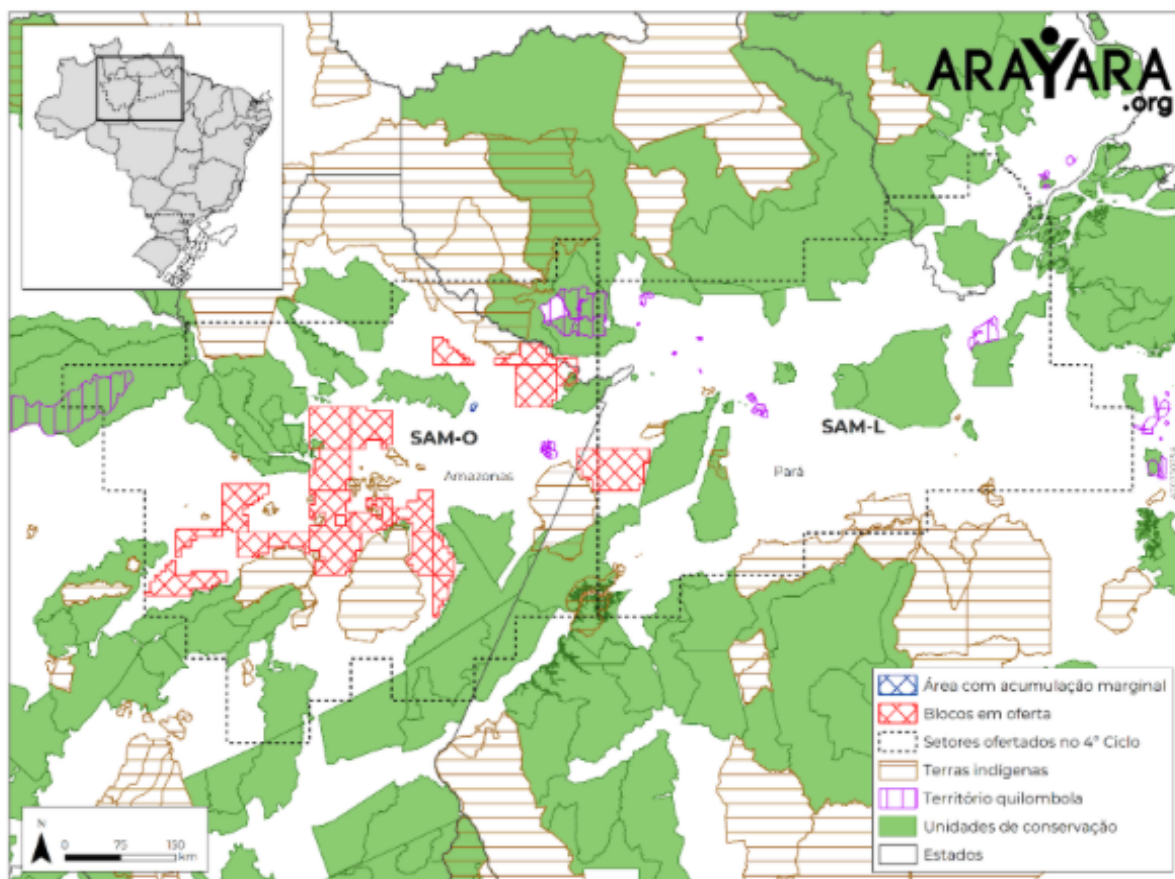 ARAYARA
.org
SAM-O
SAM-L
Amazonas
Pará
Área com acumulação marginal
Blocos em oferta
Setores ofertados no 4º Ciclo
Terras indígenas
Território quilombola
Unidades de conservação
Estados
N
0 75 150
km